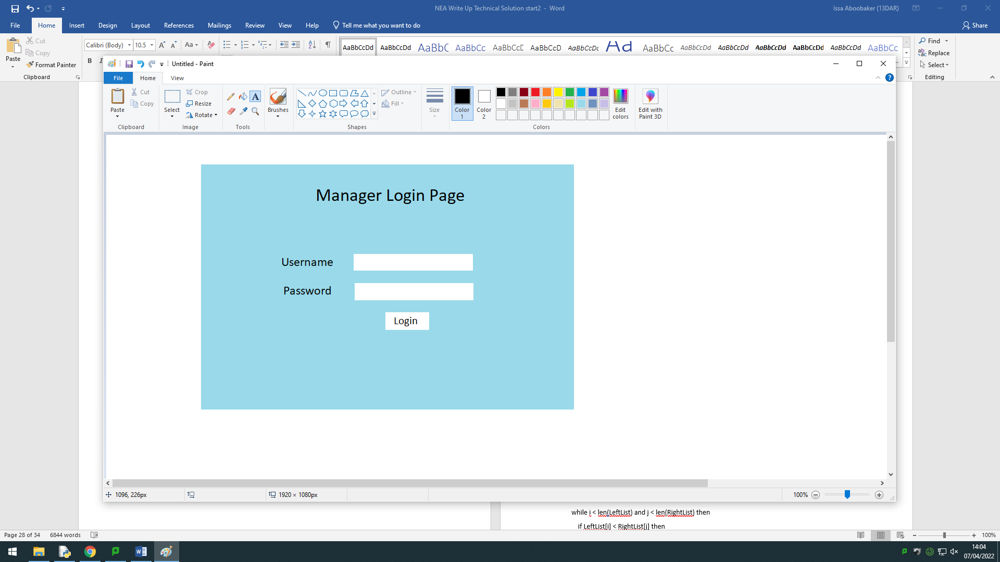 NEA Write Up Technical Solution start2 - Word
Issa Aboobaker (13DAR)
File Home Insert Design Layout References Mailings Review View Help Tell me what you want to do Share
Cut
Copy
Paste
Format Painter
Clipboard
Calibri (Body) 10.5 Aa
B I
AaBbCcDd AaBbCcDd AaBbC AaBbCc AaBbCcD AaBbCcD AaBbCcDc Ad AaBbCc AaBbCcDd AaBbCcDd AaBbCcDd AaBbCcDd AaBbCcDd AaBbCc
Find
Replace
Select
Editing
Untitled - Paint
File Home View
Paste
Cut
Copy
Clipboard
Select
Crop
Resize
Rotate
Image
A
Tools
Brushes
Shapes
Outline
Fill
Size
Color 1
Color 2
Edit colors
Colors
Edit with Paint 3D
Manager Login Page
Username
Password
Login
1096, 226px
1920 × 1080px
100%
while i < len(LeftList) and j < len(RightList) then
if LeftList[i] < RightList[j] then
Page 28 of 34 6844 words
100%
14:04
07/04/2022